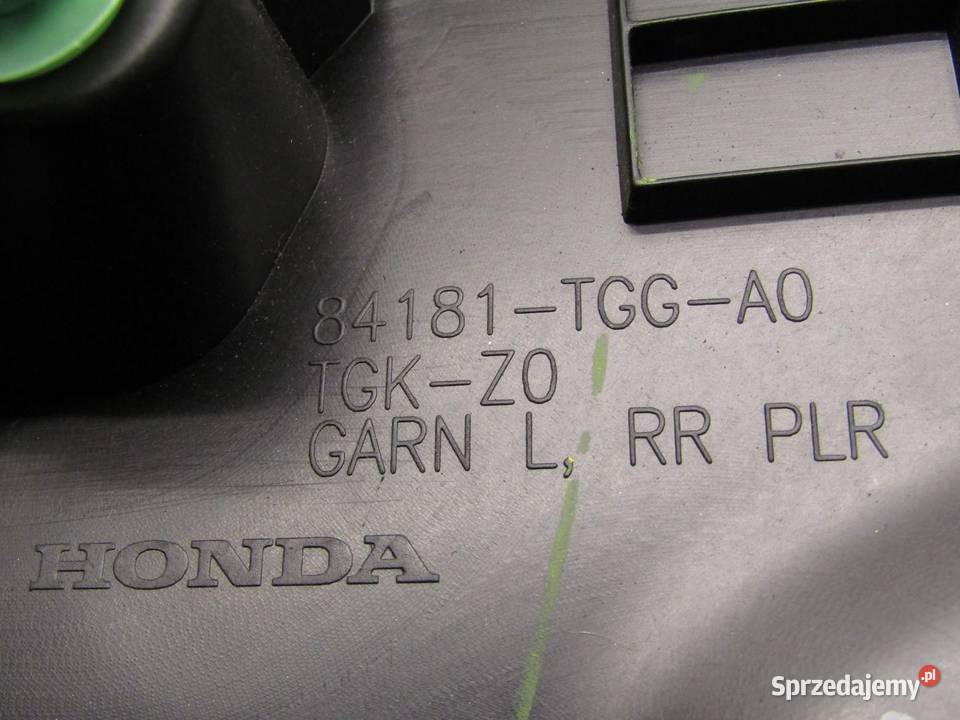 84181-TGG-A0
TGK-Z0
GARN L, RR PLR
HONDA
Sprzedajemy.pl